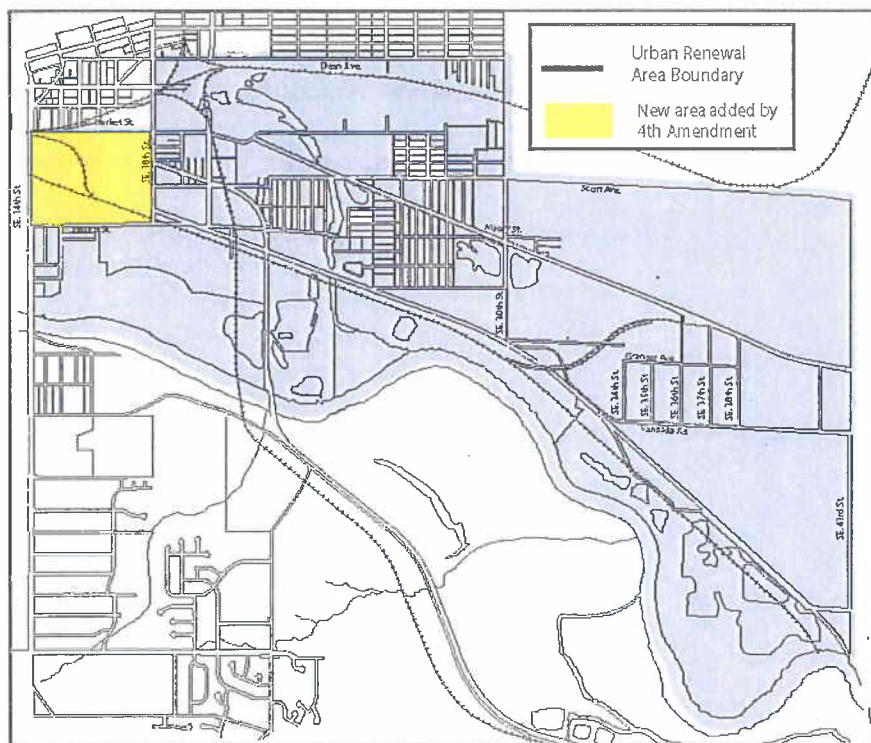 Urban Renewal
Area Boundary
New area added by
4th Amendment
Dean Ave.
Market St.
SE. 14th St
SE. 18th St.
Scott Ave.
SE. 30th St.
SE. 34th St.
SE. 35th St.
SE. 36th St.
SE. 37th St.
SE. 38th St.
SE. 43rd St.